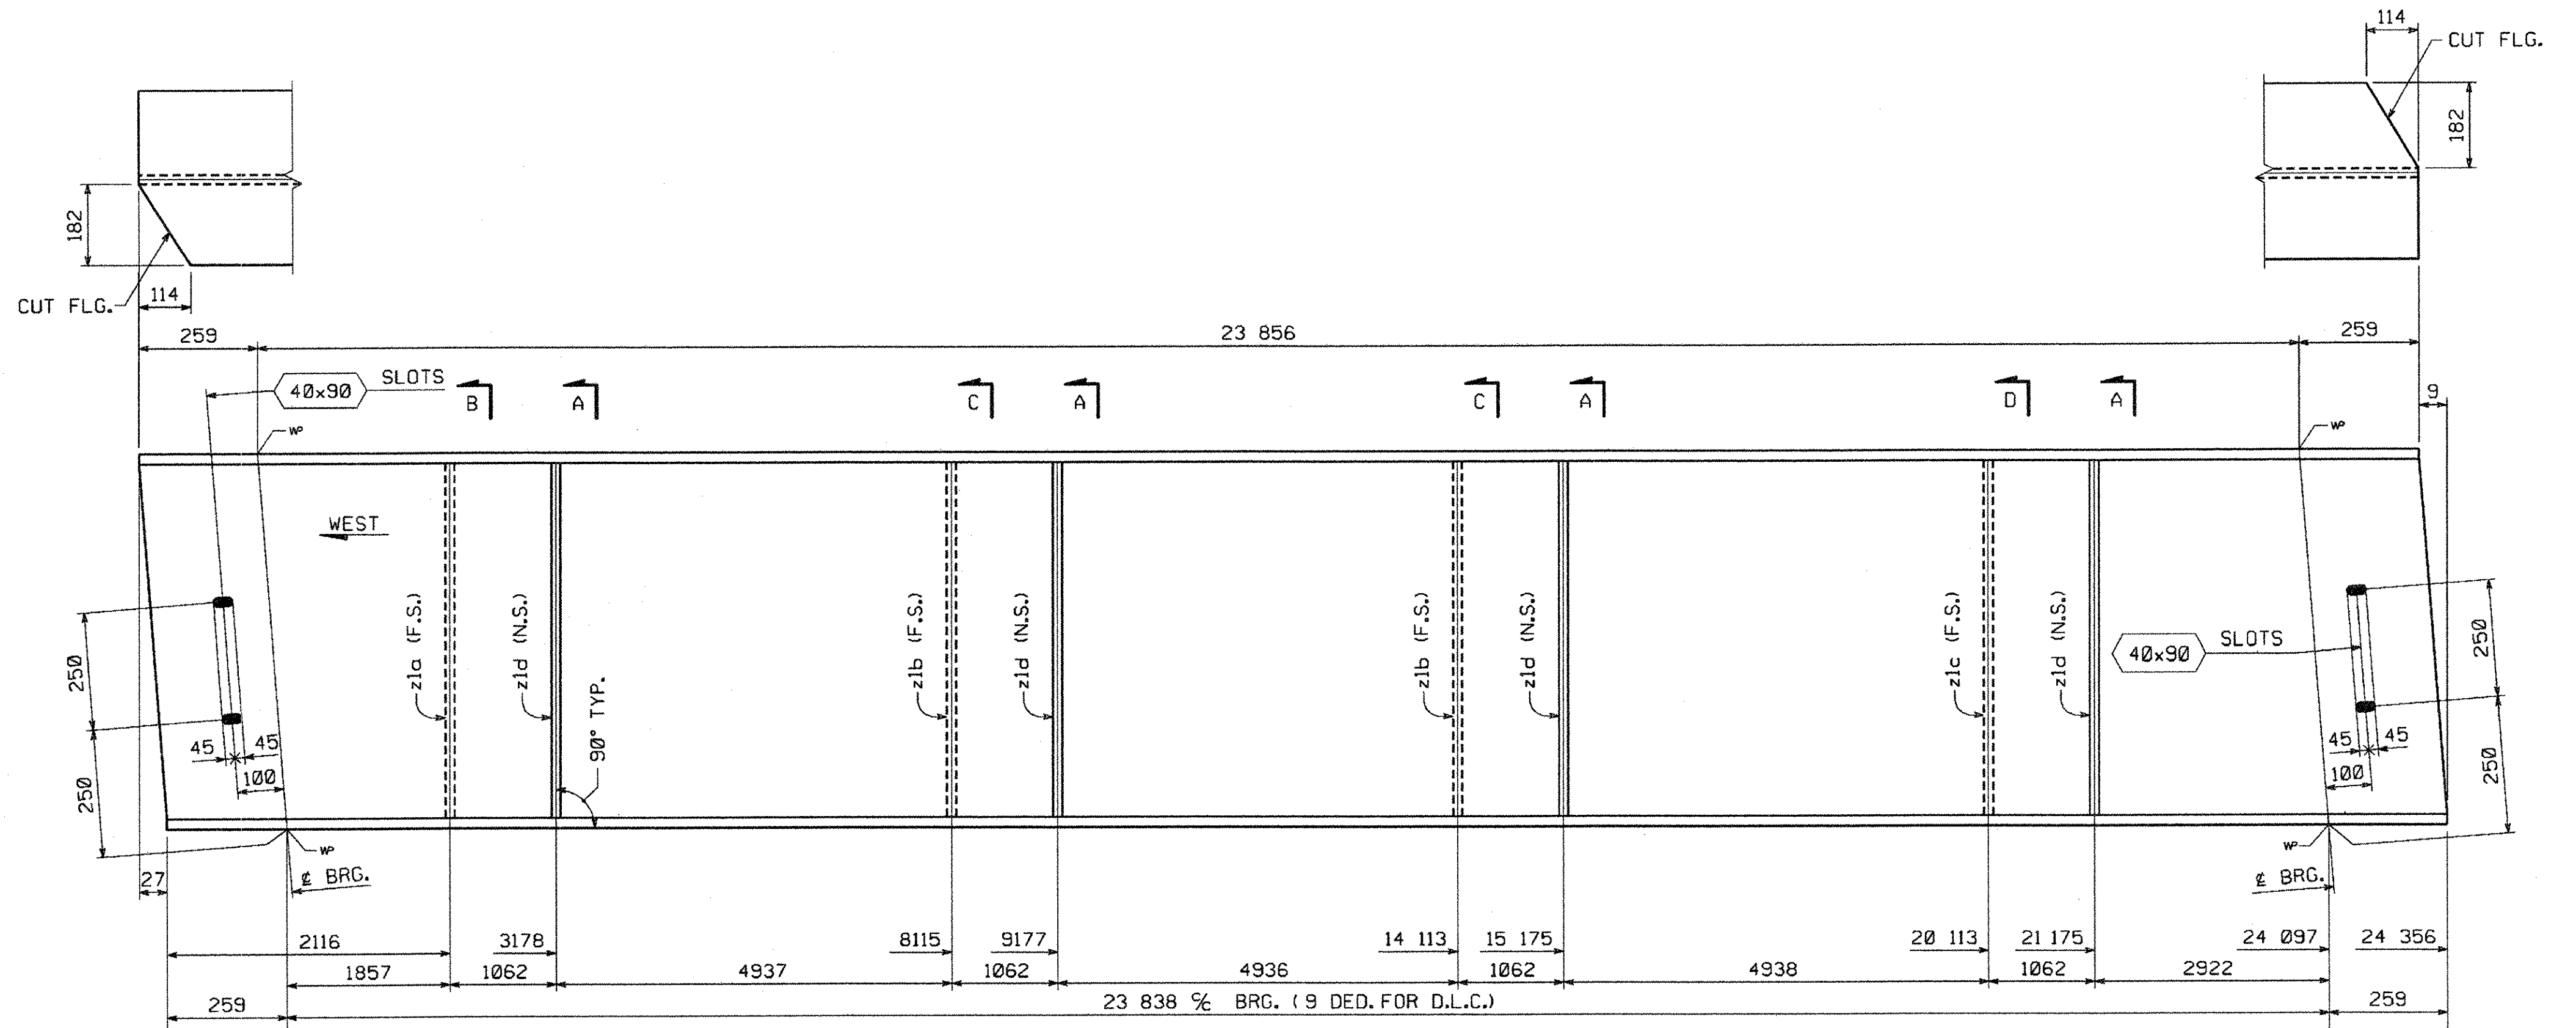 114
CUT FLG.
182
182
114
CUT FLG.
259
23 856
259
40x90 SLOTS
B
A
C
A
C
A
D
A
9
WP
WP
WEST
z1a (F.S.)
z1d (N.S.)
z1b (F.S.)
z1d (N.S.)
z1b (F.S.)
z1d (N.S.)
z1c (F.S.)
z1d (N.S.)
90° TYP.
40x90 SLOTS
250
250
250
250
45
45
100
45
45
100
WP
WP
₵ BRG.
₵ BRG.
27
2116
3178
8115
9177
14 113
15 175
20 113
21 175
24 097
24 356
1857
1062
4937
1062
4936
1062
4938
1062
2922
259
23 838 C/C BRG. (9 DED. FOR D.L.C.)
259